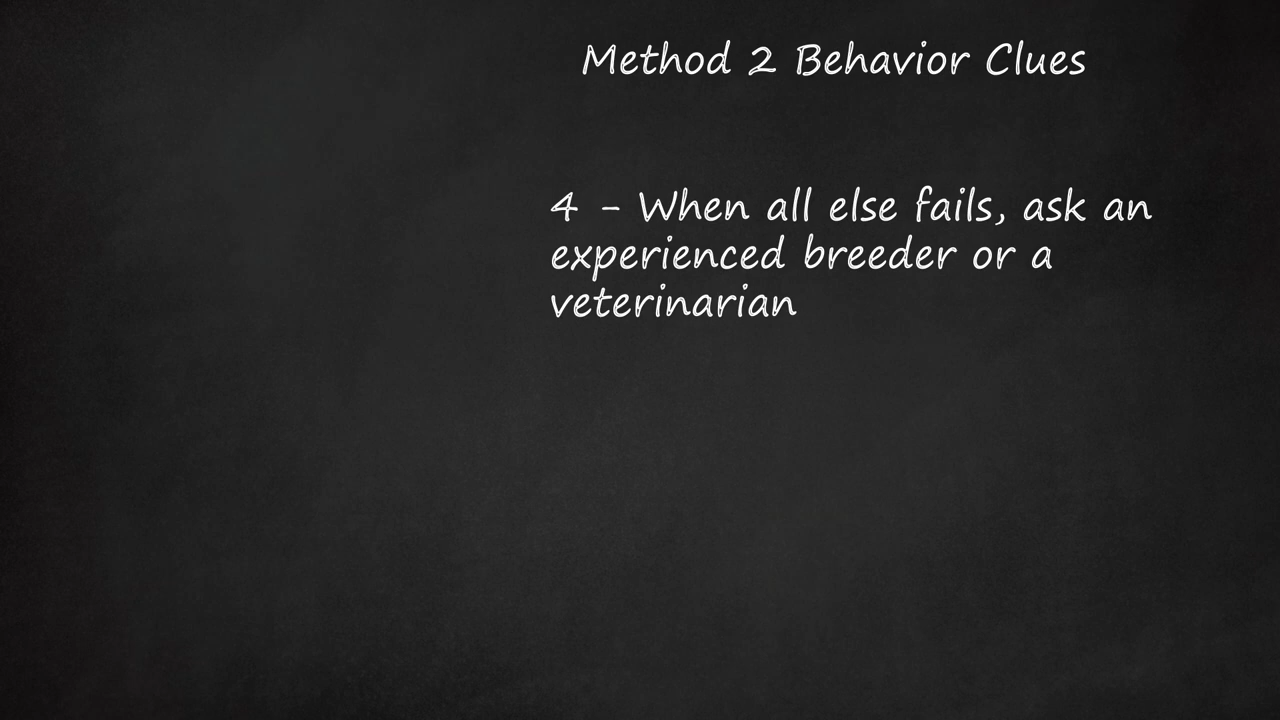 Method 2 Behavior Clues
4 - When all else fails, ask an
experienced breeder or a
veterinarian